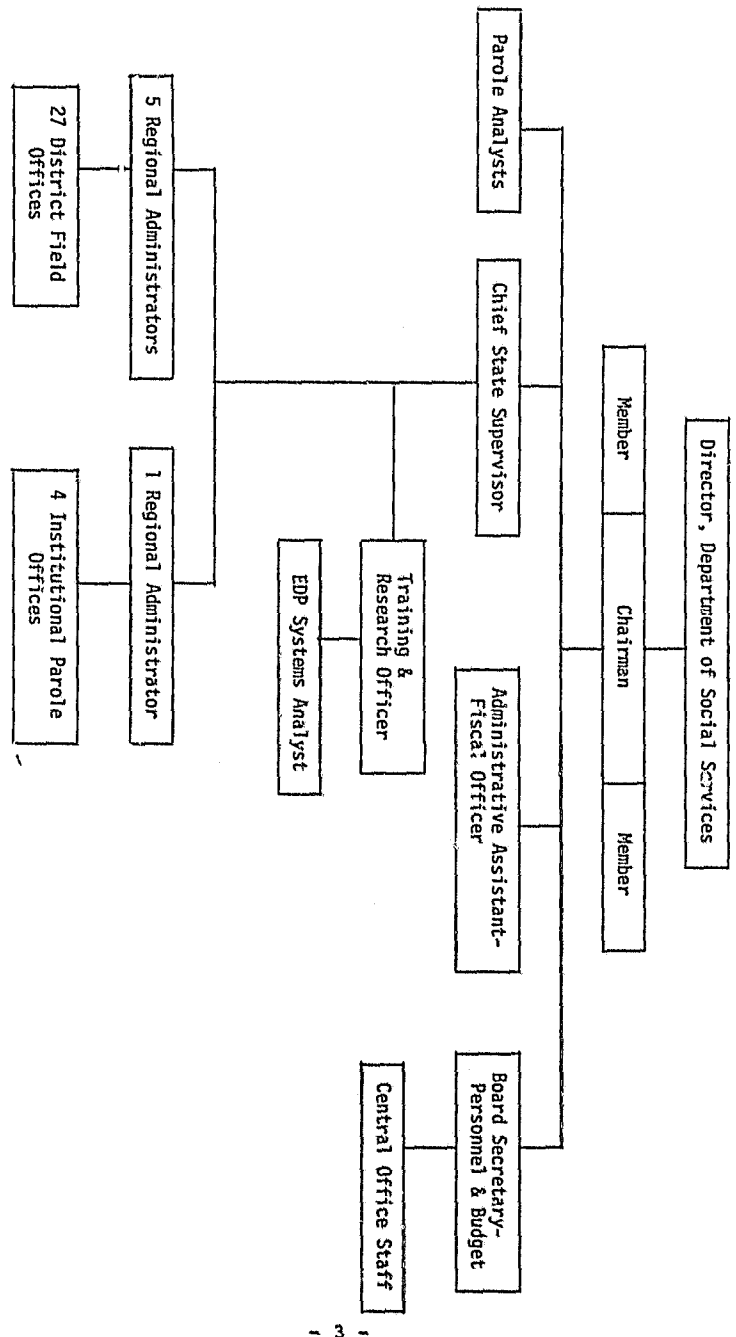 Director, Department of Social Services
Member
Chairman
Member
Parole Analysts
Chief State Supervisor
Administrative Assistant-
Fiscal Officer
Board Secretary-
Personnel & Budget
Training &
Research Officer
Central Office Staff
EDP Systems Analyst
5 Regional Administrators
1 Regional Administrator
27 District Field
Offices
4 Institutional Parole
Offices
- 3 -